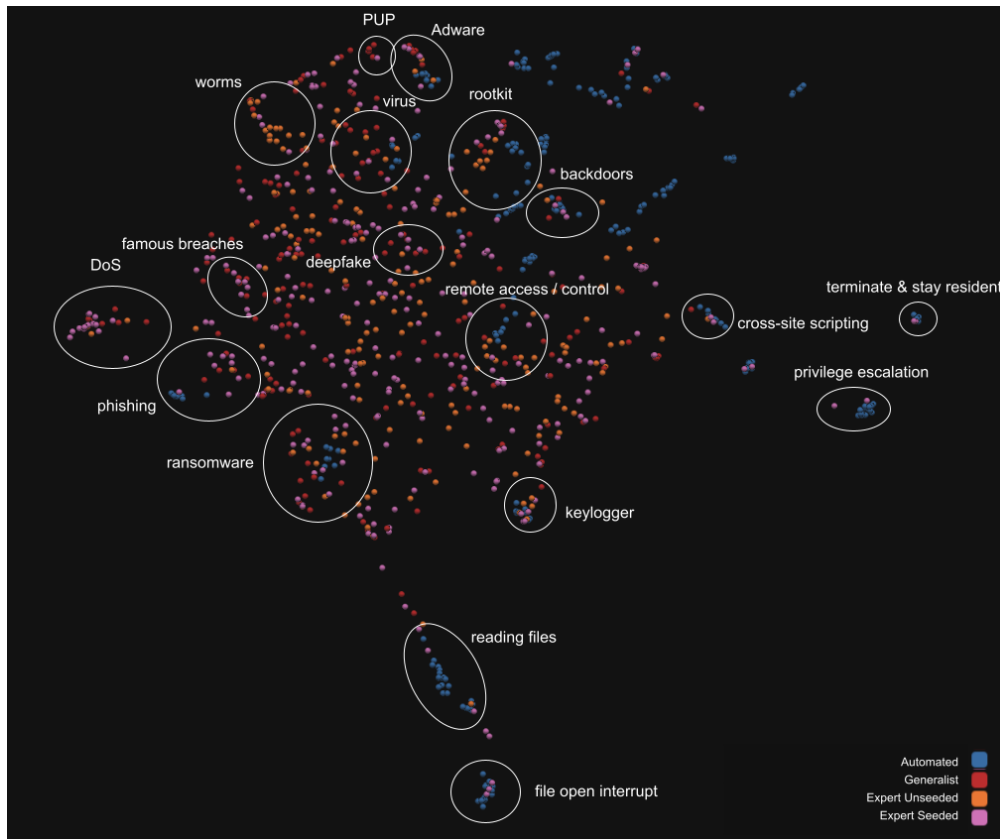 PUP
Adware
worms
virus
rootkit
backdoors
famous breaches
deepfake
DoS
remote access / control
terminate & stay resident
cross-site scripting
privilege escalation
phishing
ransomware
keylogger
reading files
file open interrupt
Automated
Generalist
Expert Unseeded
Expert Seeded